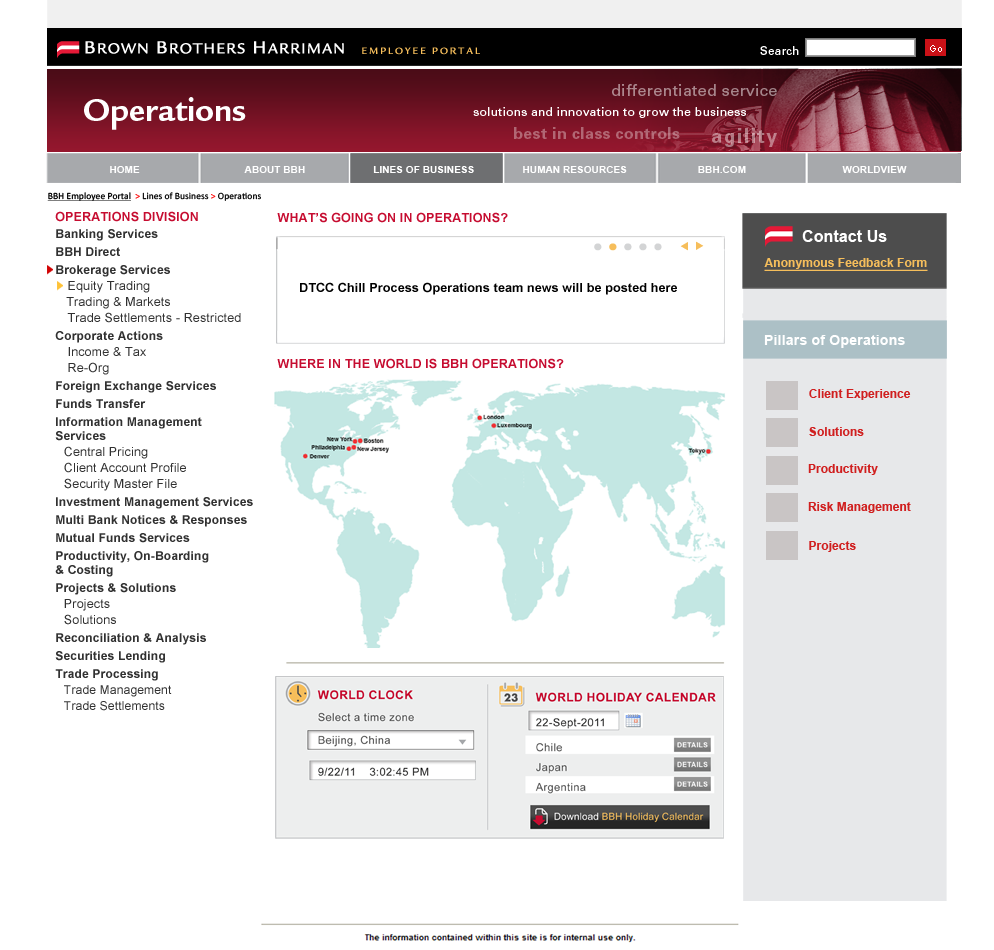 BROWN BROTHERS HARRIMAN EMPLOYEE PORTAL
Search Go
Operations
differentiated service
solutions and innovation to grow the business
best in class controls agility
HOME ABOUT BBH LINES OF BUSINESS HUMAN RESOURCES BBH.COM WORLDVIEW
BBH Employee Portal > Lines of Business > Operations
OPERATIONS DIVISION
Banking Services
BBH Direct
Brokerage Services
Equity Trading
Trading & Markets
Trade Settlements - Restricted
Corporate Actions
Income & Tax
Re-Org
Foreign Exchange Services
Funds Transfer
Information Management
Services
Central Pricing
Client Account Profile
Security Master File
Investment Management Services
Multi Bank Notices & Responses
Mutual Funds Services
Productivity, On-Boarding
& Costing
Projects & Solutions
Projects
Solutions
Reconciliation & Analysis
Securities Lending
Trade Processing
Trade Management
Trade Settlements
WHAT'S GOING ON IN OPERATIONS?
DTCC Chill Process Operations team news will be posted here
WHERE IN THE WORLD IS BBH OPERATIONS?
London
Luxembourg
New York Boston
Philadelphia New Jersey
Denver
Tokyo
WORLD CLOCK
Select a time zone
Beijing, China
9/22/11 3:02:45 PM
23 WORLD HOLIDAY CALENDAR
22-Sept-2011
Chile DETAILS
Japan DETAILS
Argentina DETAILS
Download BBH Holiday Calendar
Contact Us
Anonymous Feedback Form
Pillars of Operations
Client Experience
Solutions
Productivity
Risk Management
Projects
The information contained within this site is for internal use only.